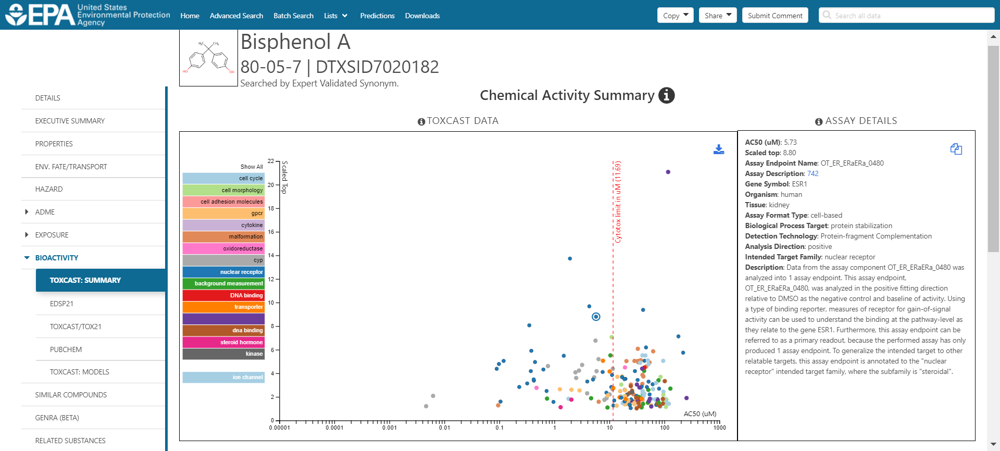 EPA United States
Environmental Protection
Agency
Home Advanced Search Batch Search Lists Predictions Downloads
Copy Share Submit Comment Search all data
H₃C CH₃
HO OH
Bisphenol A
80-05-7 | DTXSID7020182
Searched by Expert Validated Synonym.
DETAILS
EXECUTIVE SUMMARY
PROPERTIES
ENV. FATE/TRANSPORT
HAZARD
ADME
EXPOSURE
BIOACTIVITY
TOXCAST: SUMMARY
EDSP21
TOXCAST/TOX21
PUBCHEM
TOXCAST: MODELS
SIMILAR COMPOUNDS
GENRA (BETA)
RELATED SUBSTANCES
Chemical Activity Summary
TOXCAST DATA
Show All
cell cycle
cell morphology
cell adhesion molecules
gpcr
cytokine
malformation
oxidoreductase
cyp
nuclear receptor
background measurement
DNA binding
transporter
dna binding
steroid hormone
kinase
ion channel
22
20
18
16
14
12
10
8
6
4
2
0
Scaled Top
Cytotox limit in uM (11.69)
AC50 (uM)
0.00001 0.0001 0.001 0.01 0.1 1 10 100 1000
ASSAY DETAILS
AC50 (uM): 5.73
Scaled top: 8.80
Assay Endpoint Name: OT_ER_ERaERa_0480
Assay Description: 742
Gene Symbol: ESR1
Organism: human
Tissue: kidney
Assay Format Type: cell-based
Biological Process Target: protein stabilization
Detection Technology: Protein-fragment Complementation
Analysis Direction: positive
Intended Target Family: nuclear receptor
Description: Data from the assay component OT_ER_ERaERa_0480 was
analyzed into 1 assay endpoint. This assay endpoint,
OT_ER_ERaERa_0480, was analyzed in the positive fitting direction
relative to DMSO as the negative control and baseline of activity. Using
a type of binding reporter, measures of receptor for gain-of-signal
activity can be used to understand the binding at the pathway-level as
they relate to the gene ESR1. Furthermore, this assay endpoint can be
referred to as a primary readout, because the performed assay has only
produced 1 assay endpoint. To generalize the intended target to other
relatable targets, this assay endpoint is annotated to the "nuclear
receptor" intended target family, where the subfamily is "steroidal".